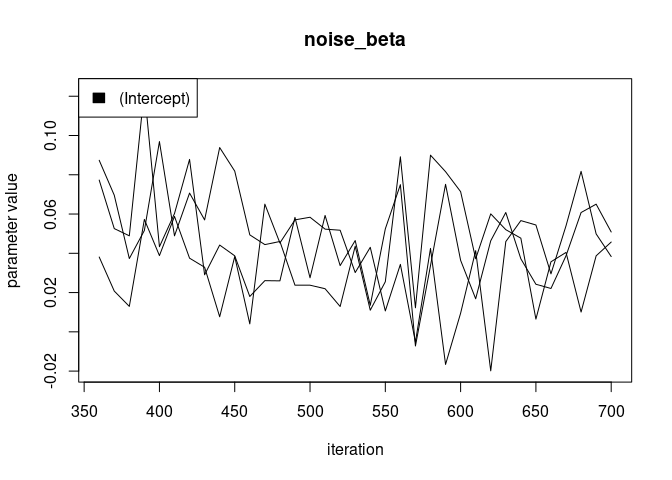 noise_beta
(Intercept)
parameter value
0.10
0.06
0.02
-0.02
350 400 450 500 550 600 650 700
iteration